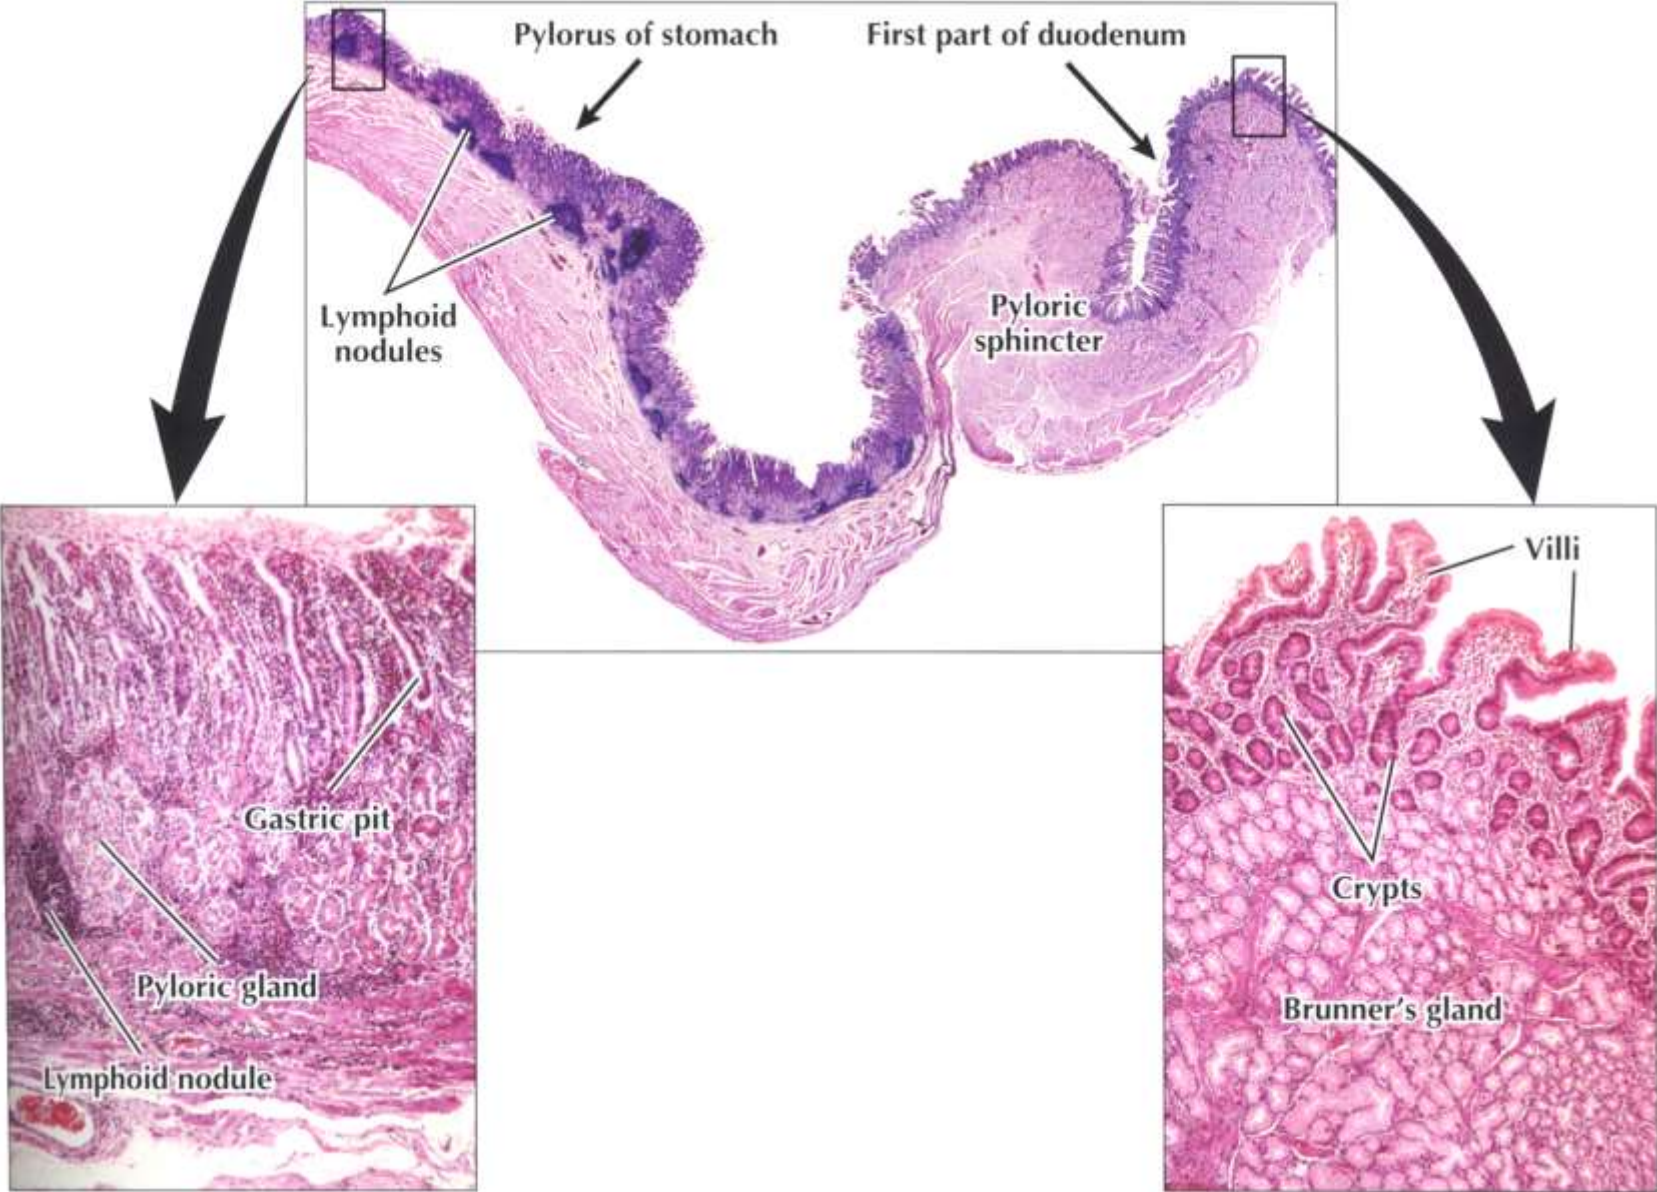 Pylorus of stomach
First part of duodenum
Lymphoid
nodules
Pyloric
sphincter
Gastric pit
Pyloric gland
Lymphoid nodule
Villi
Crypts
Brunner's gland